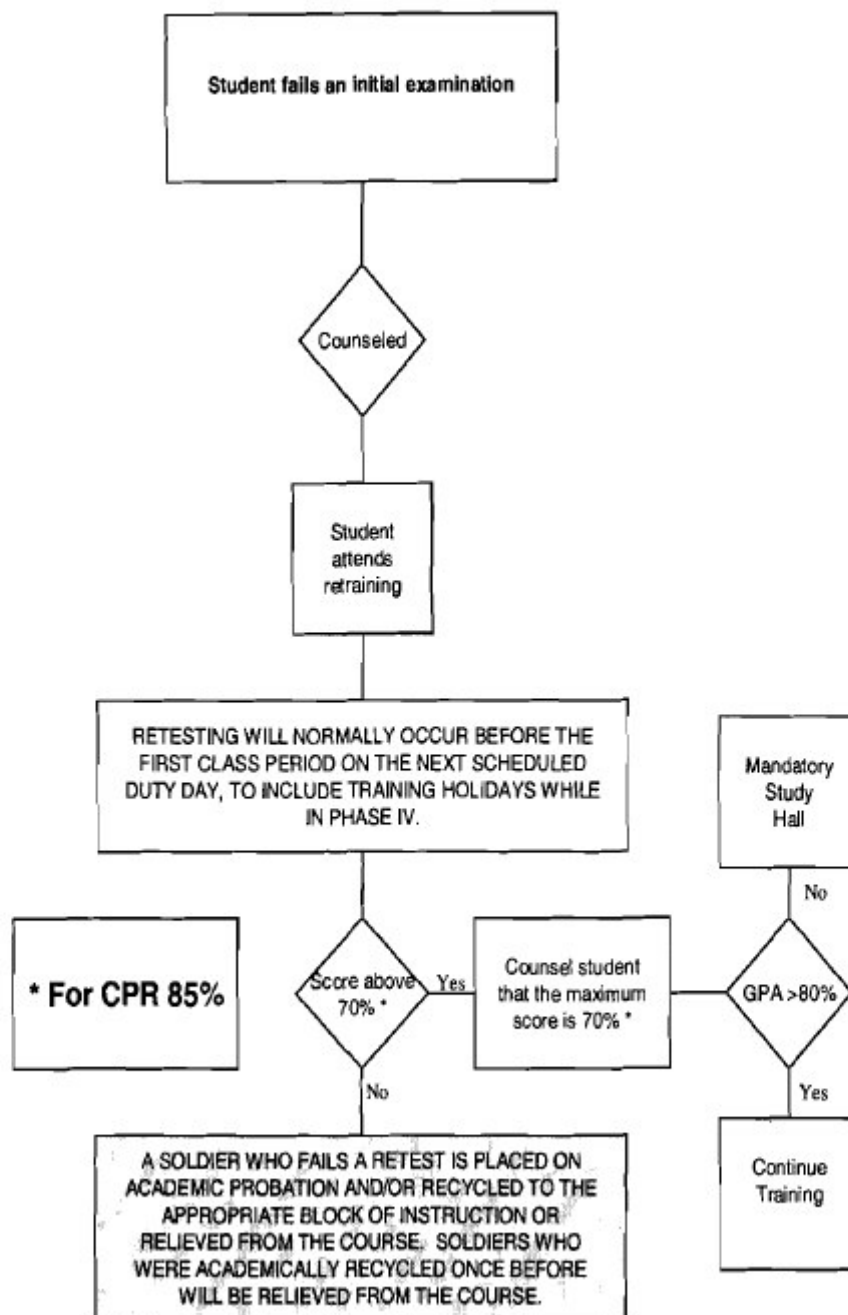 Student fails an initial examination
Counseled
Student
attends
retraining
RETESTING WILL NORMALLY OCCUR BEFORE THE
FIRST CLASS PERIOD ON THE NEXT SCHEDULED
DUTY DAY, TO INCLUDE TRAINING HOLIDAYS WHILE
IN PHASE IV.
Mandatory
Study
Hall
No
* For CPR 85%
Score above
70% *
Yes
Counsel student
that the maximum
score is 70% *
GPA >80%
No
Yes
A SOLDIER WHO FAILS A RETEST IS PLACED ON
ACADEMIC PROBATION AND/OR RECYCLED TO THE
APPROPRIATE BLOCK OF INSTRUCTION OR
RELIEVED FROM THE COURSE. SOLDIERS WHO
WERE ACADEMICALLY RECYCLED ONCE BEFORE
WILL BE RELIEVED FROM THE COURSE.
Continue
Training